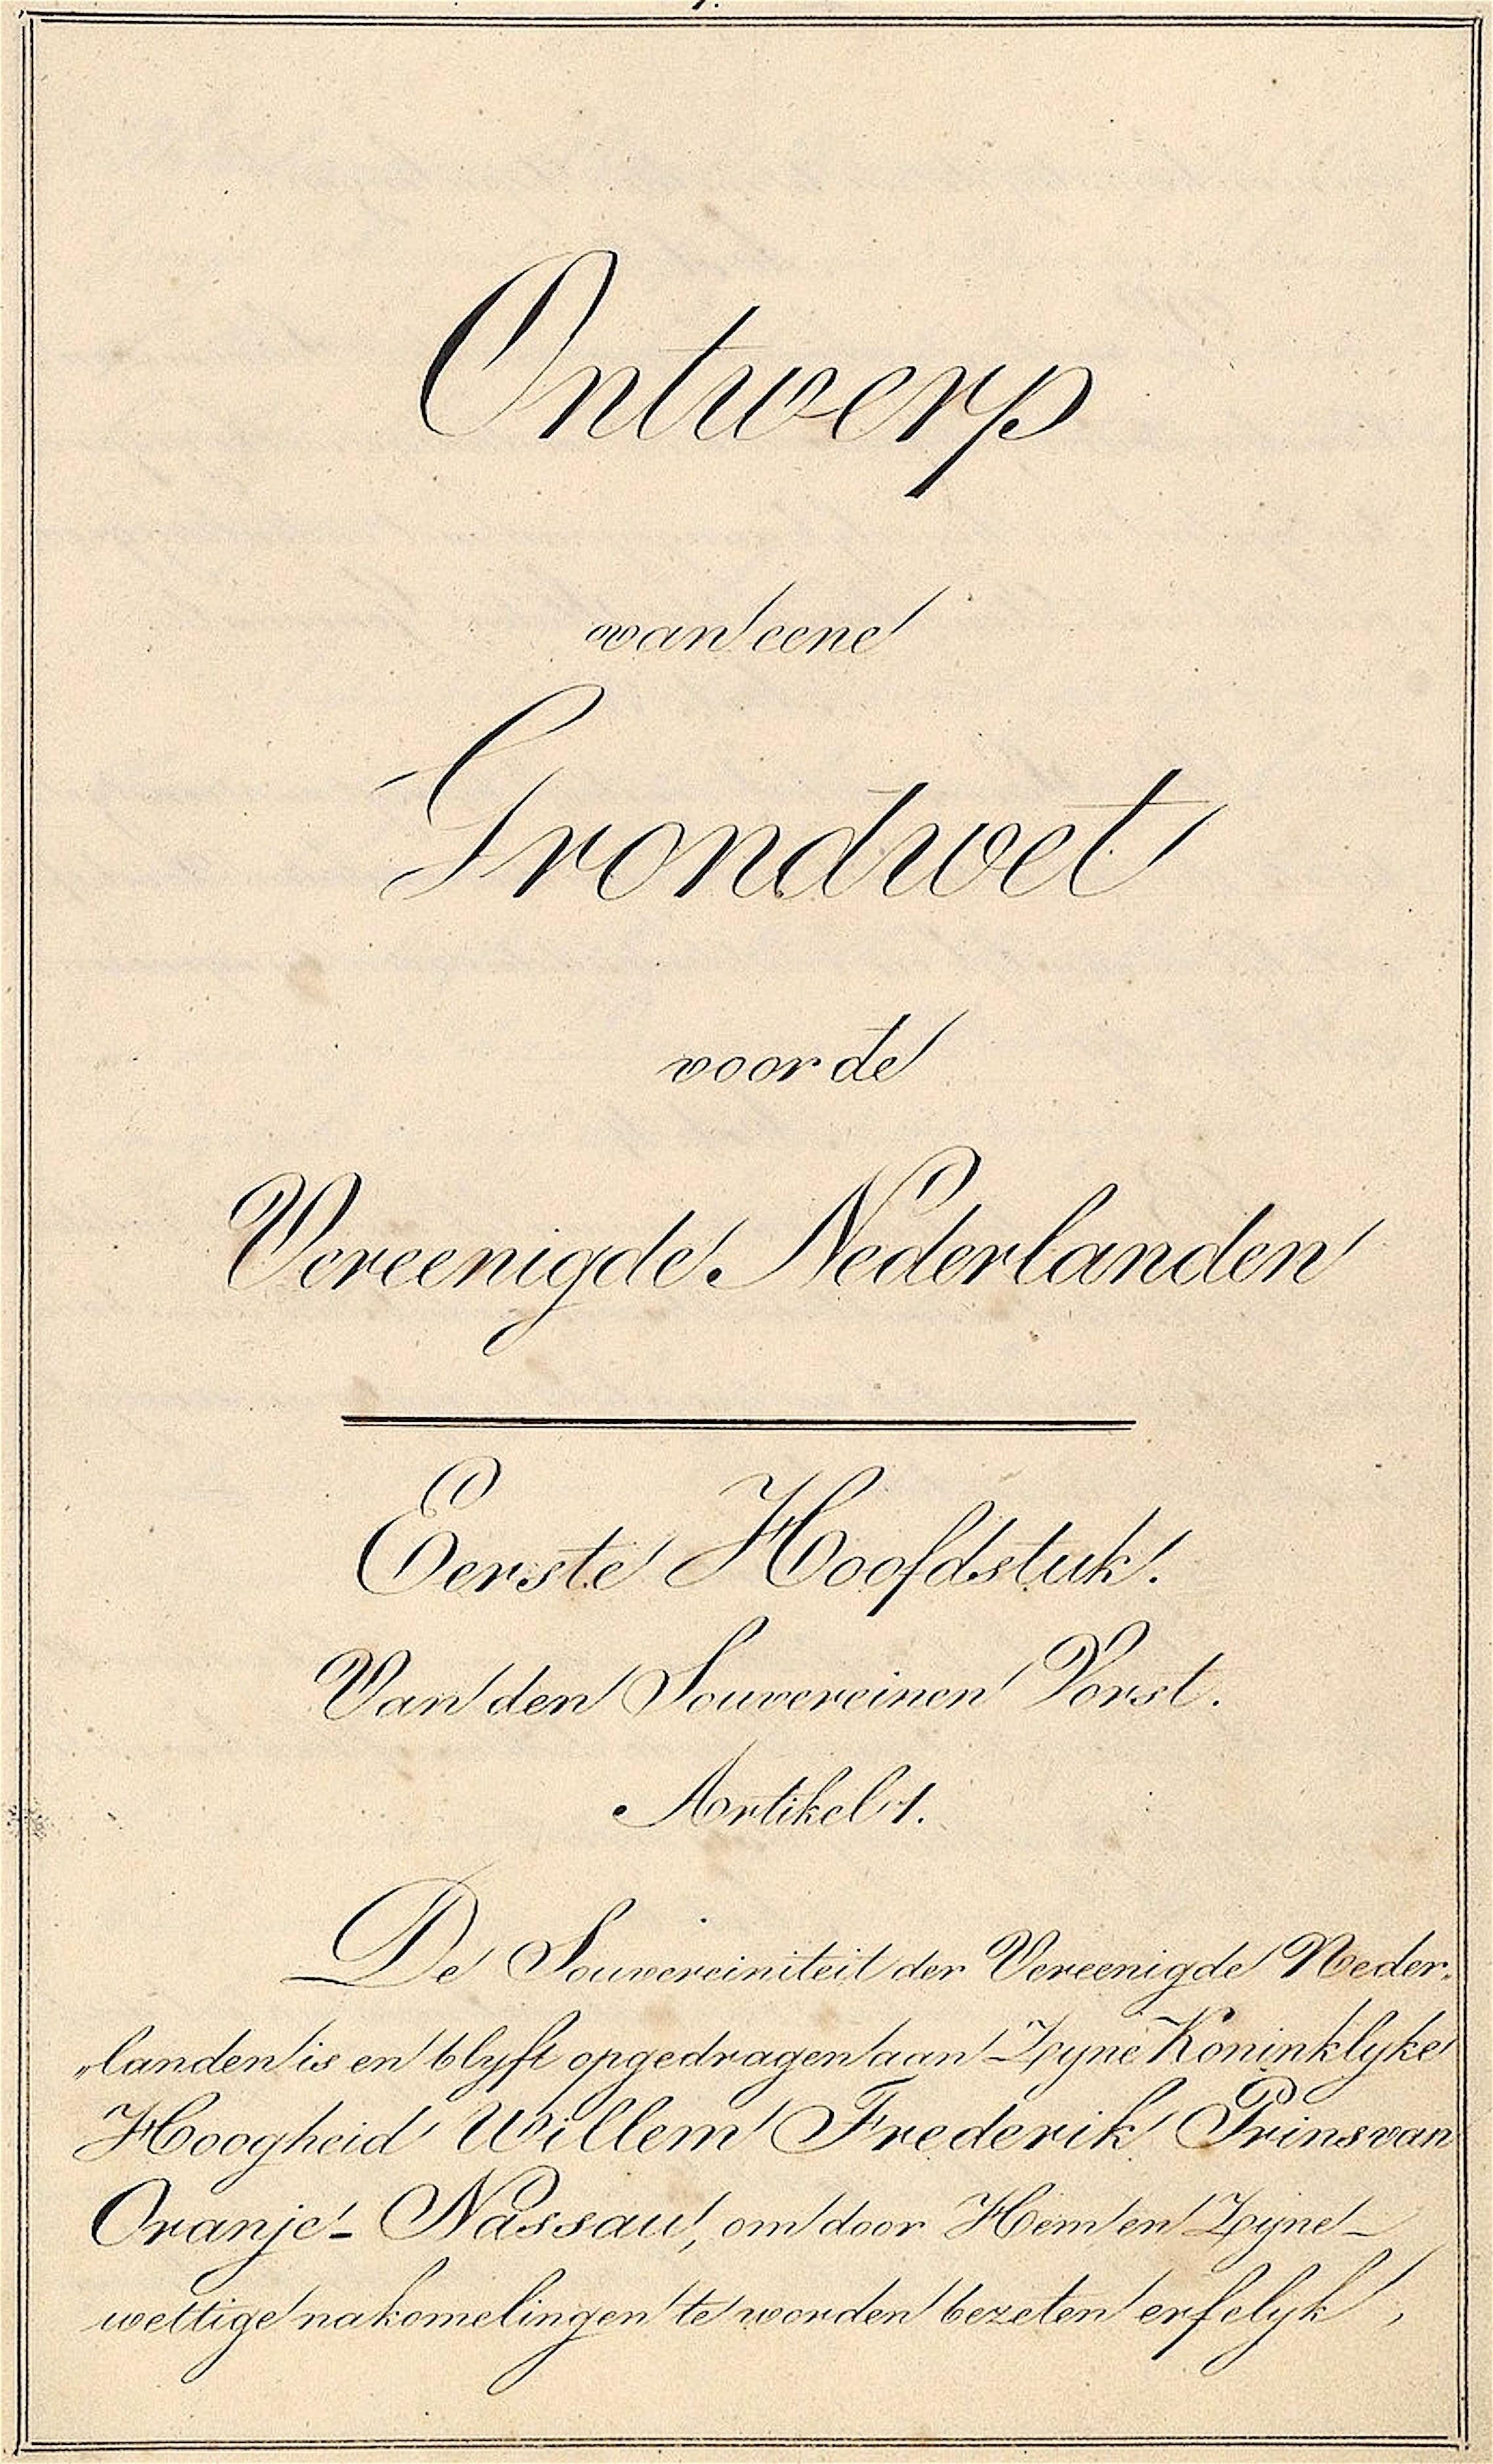 Ontwerp
van eene
Grondwet
voor de
Vereenigde Nederlanden
Eerste Hoofdstuk.
Van den Souvereinen Vorst.
Artikel 1.
De Souvereiniteit der Vereenigde Neder„
„landen is en blyft opgedragen aan Zyne Koninklyke
Hoogheid Willem Frederik Prins van
Oranje-Nassau, om door Hem en Zyne
wettige nakomelingen te worden bezeten erfelyk,